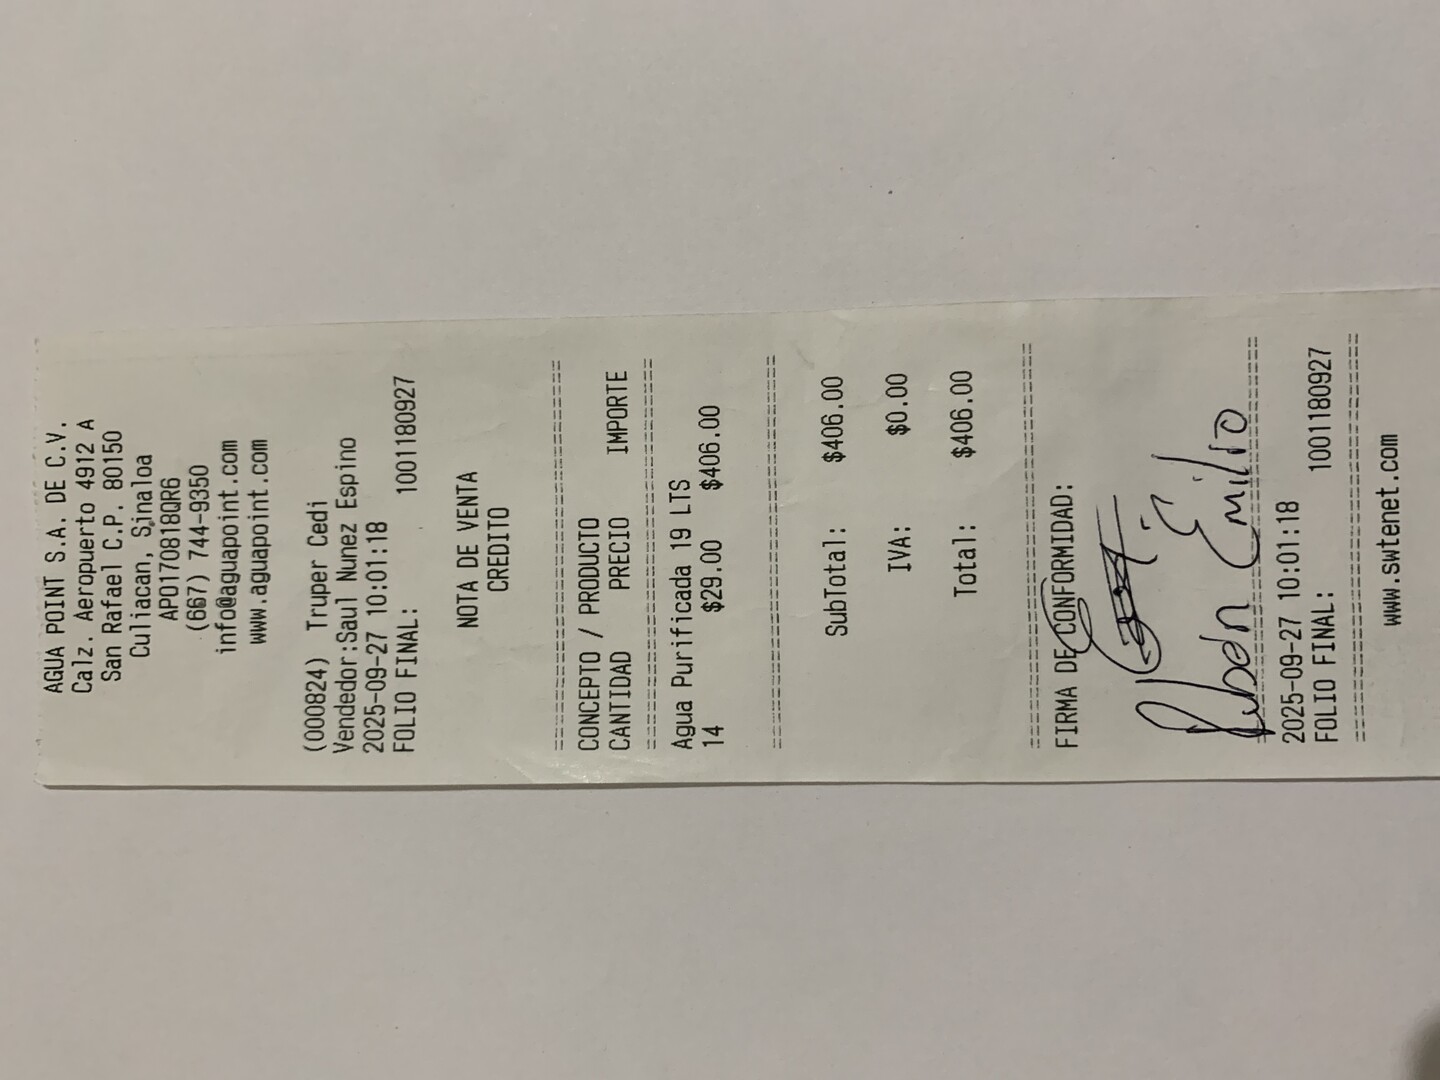 AGUA POINT S.A. DE C.V.
Calz. Aeropuerto 4912 A
San Rafael C.P. 80150
Culiacan, Sinaloa
APO170818QR6
(667) 744-9350
info@aguapoint.com
www.aguapoint.com
(000824) Truper Cedi
Vendedor:Saul Nunez Espino
2025-09-27 10:01:18
FOLIO FINAL: 1001180927
NOTA DE VENTA
CREDITO
==============================
CONCEPTO / PRODUCTO
CANTIDAD PRECIO IMPORTE
==============================
Agua Purificada 19 LTS
14 $29.00 $406.00
==============================
SubTotal: $406.00
IVA: $0.00
Total: $406.00
==============================
FIRMA DE CONFORMIDAD:
Rubén Emilio
==============================
2025-09-27 10:01:18
FOLIO FINAL: 1001180927
==============================
www.swtenet.com